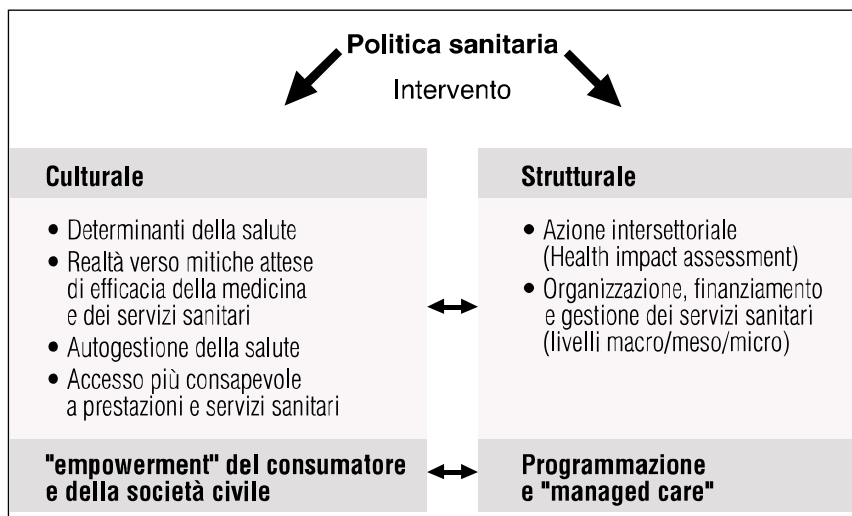 Politica sanitaria
Intervento
Culturale
• Determinanti della salute
• Realtà verso mitiche attese
di efficacia della medicina
e dei servizi sanitari
• Autogestione della salute
• Accesso più consapevole
a prestazioni e servizi sanitari
"empowerment" del consumatore
e della società civile
Strutturale
• Azione intersettoriale
(Health impact assessment)
• Organizzazione, finanziamento
e gestione dei servizi sanitari
(livelli macro/meso/micro)
Programmazione
e "managed care"